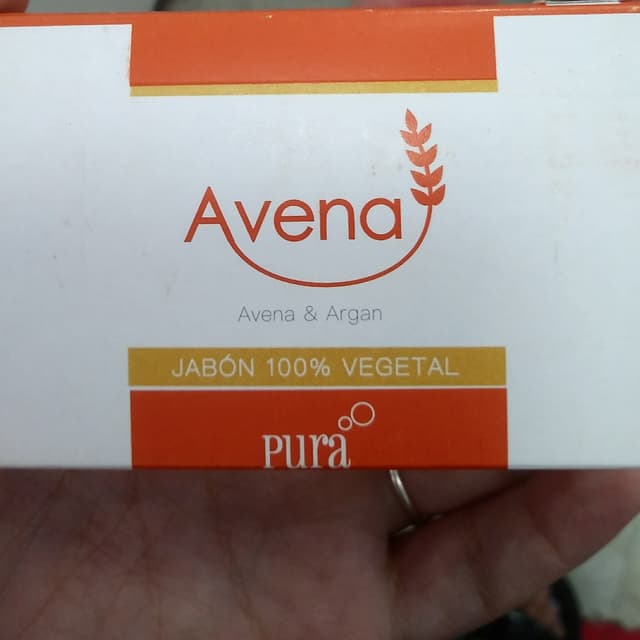 Avena
Avena & Argan
JABÓN 100% VEGETAL
pura